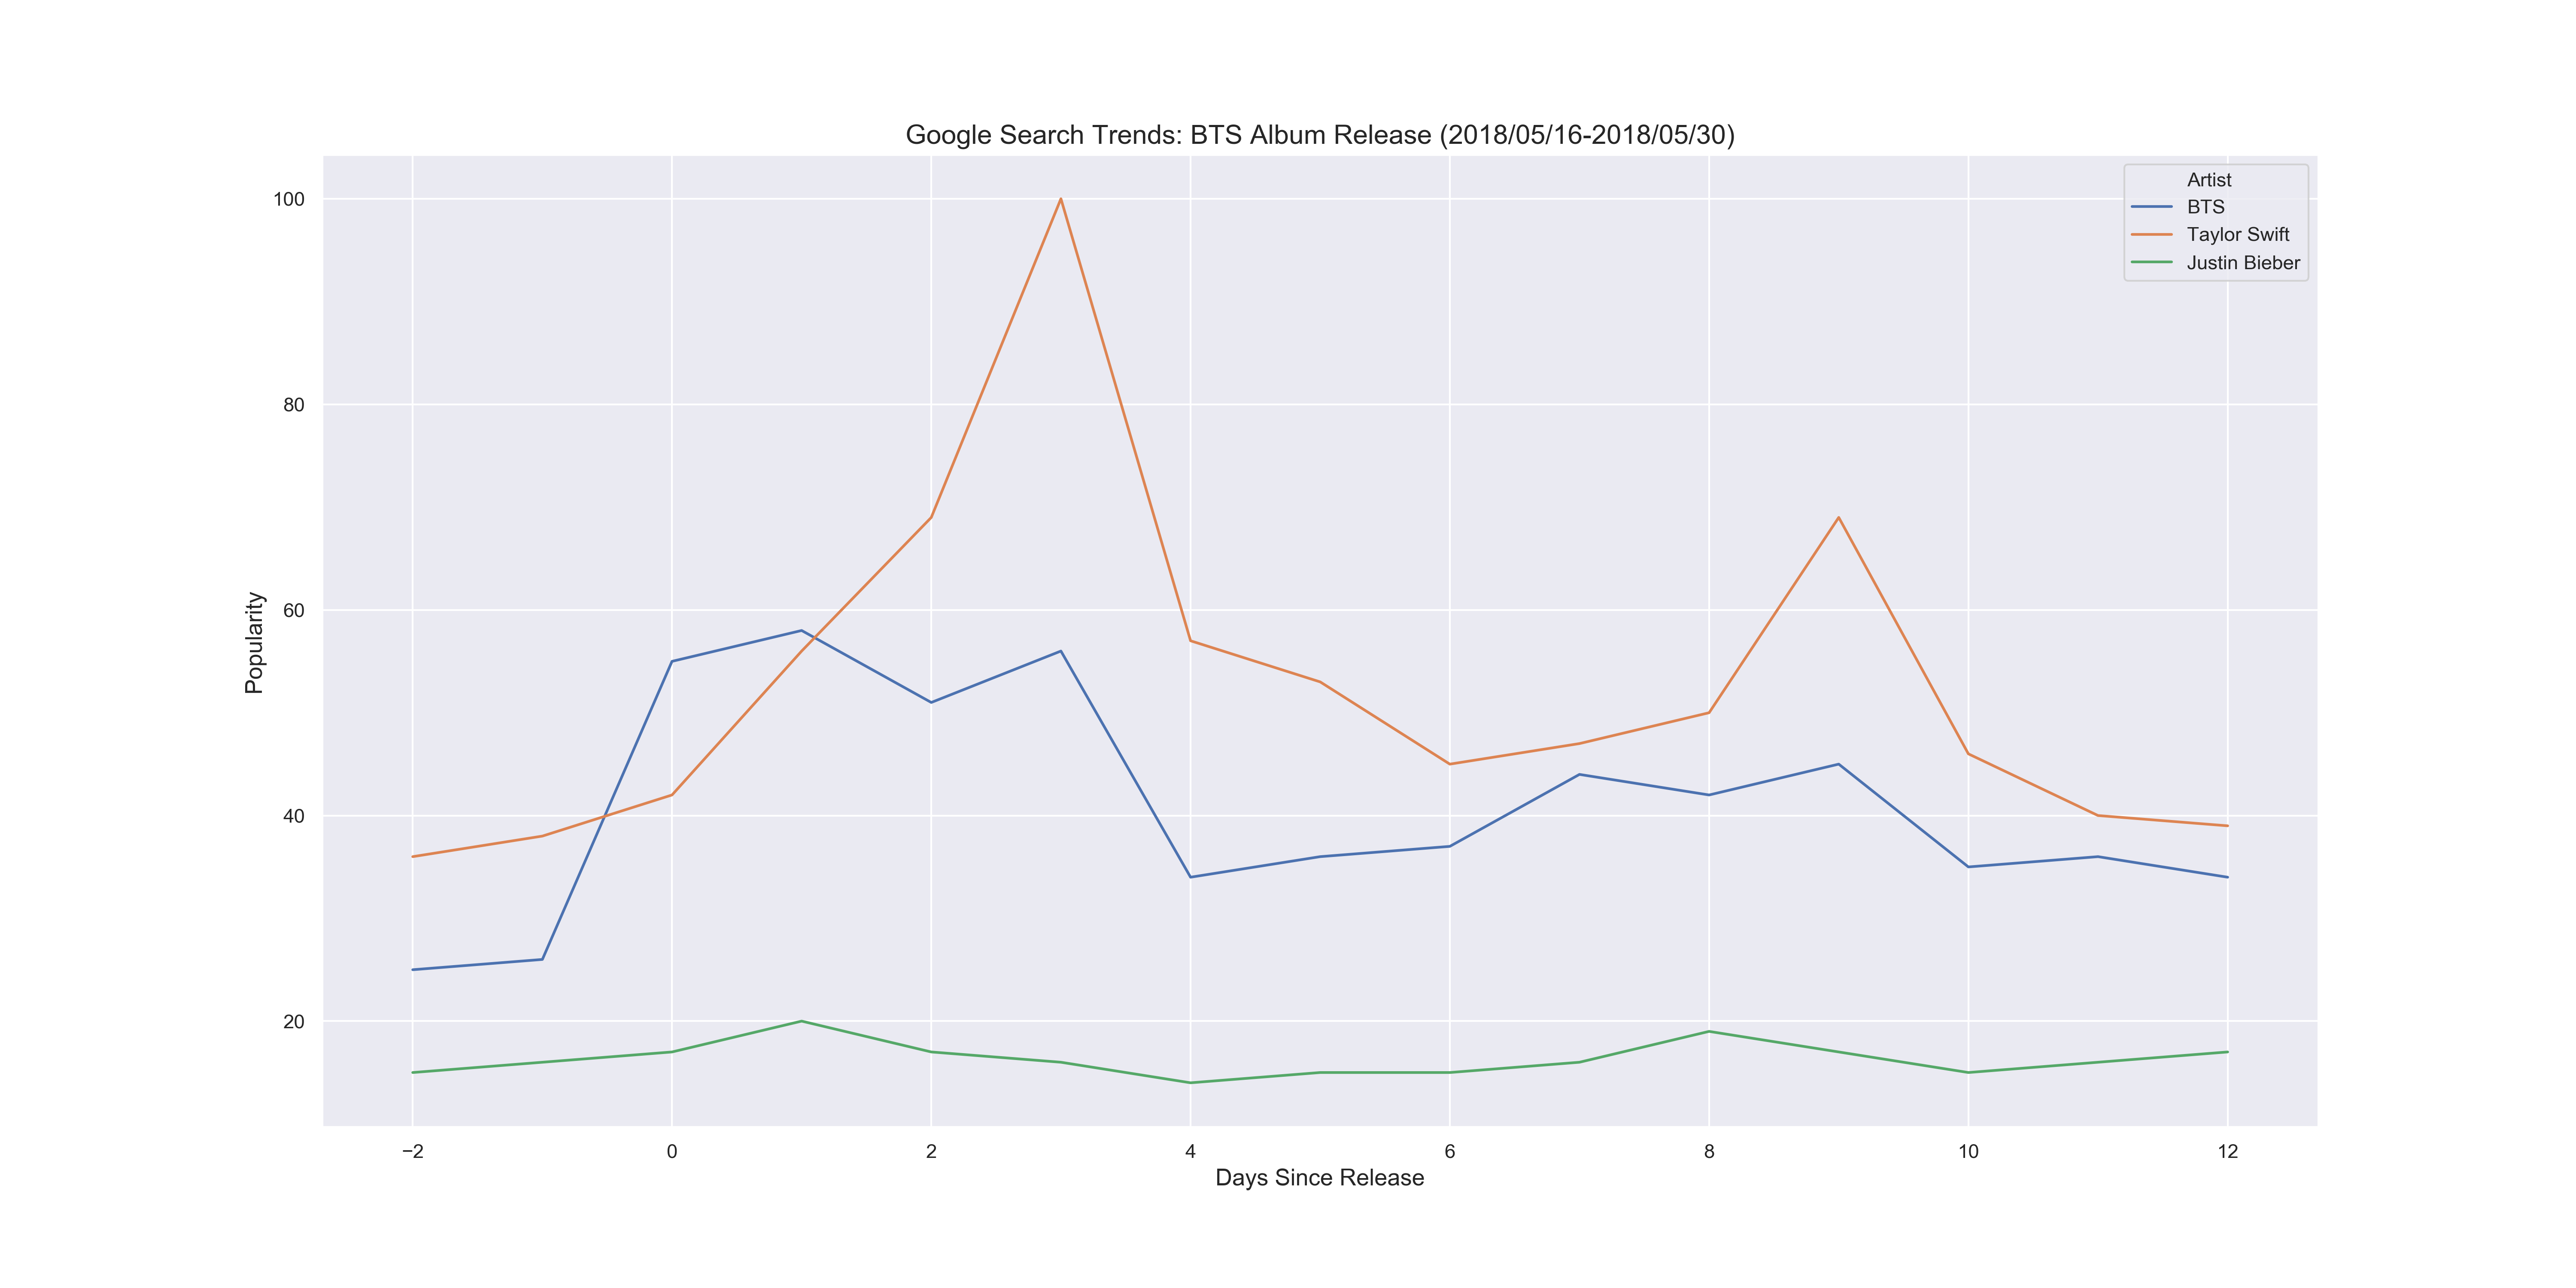 Google Search Trends: BTS Album Release (2018/05/16-2018/05/30)
Artist
BTS
Taylor Swift
Justin Bieber
100
80
60
40
20
Popularity
−2 0 2 4 6 8 10 12
Days Since Release